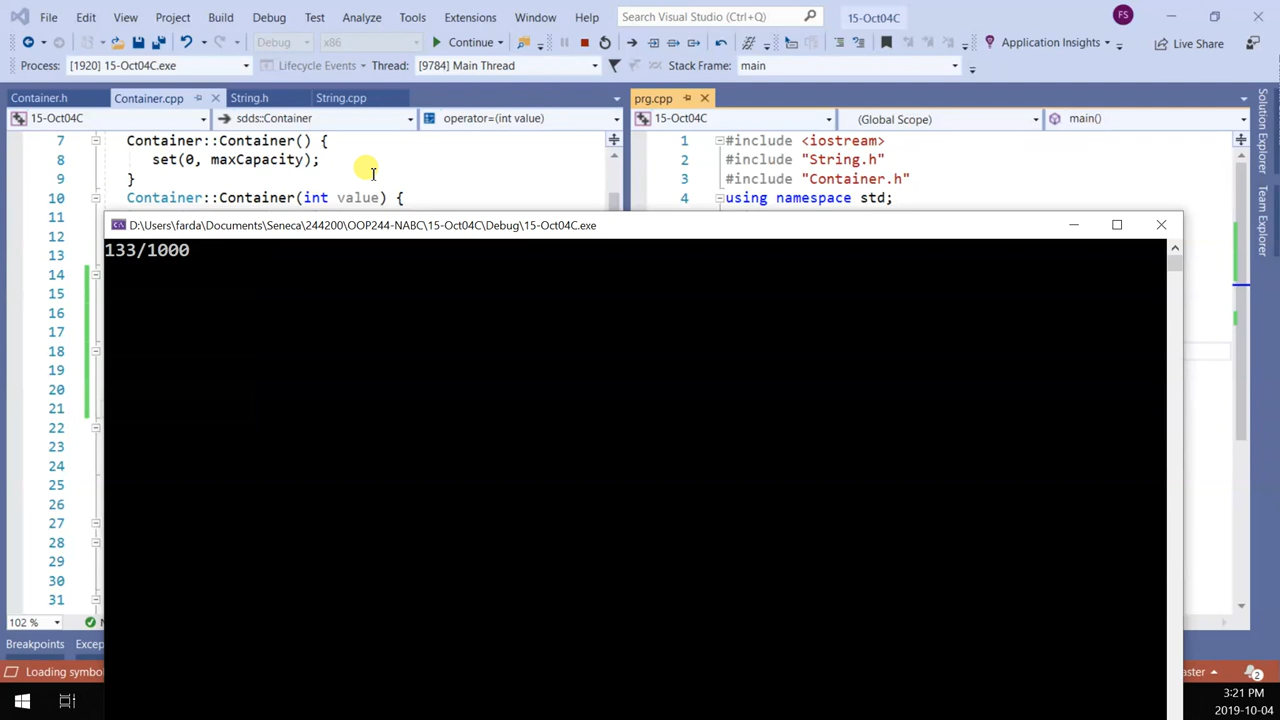 File Edit View Project Build Debug Test Analyze Tools Extensions Window Help Search Visual Studio (Ctrl+Q) 15-Oct04C FS
Debug x86 Continue Application Insights Live Share
Process: [1920] 15-Oct04C.exe Lifecycle Events Thread: [9784] Main Thread Stack Frame: main
Container.h Container.cpp String.h String.cpp prg.cpp
15-Oct04C sdds::Container operator=(int value) 15-Oct04C (Global Scope) main()
7 Container::Container() { 1 #include <iostream>
8 set(0, maxCapacity); 2 #include "String.h"
9 } 3 #include "Container.h"
10 Container::Container(int value) { 4 using namespace std;
11
D:\Users\farda\Documents\Seneca\244200\OOP244-NABC\15-Oct04C\Debug\15-Oct04C.exe
12
133/1000
13
14
15
16
17
18
19
20
21
22
23
24
25
26
27
28
29
30
31
102 %
Breakpoints
Loading
3:21 PM
2019-10-04
Solution Explorer
Team Explorer
2